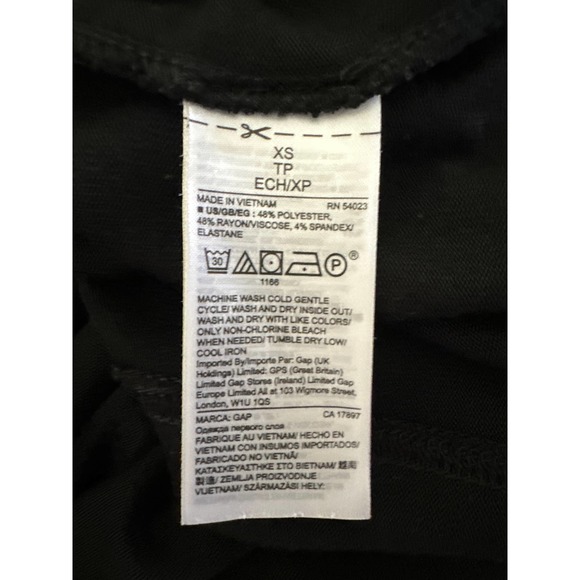 XS
TP
ECH/XP
MADE IN VIETNAM RN 54023
■ US/GB/EG : 48% POLYESTER,
48% RAYON/VISCOSE, 4% SPANDEX/
ELASTANE
30 P ®
1166
MACHINE WASH COLD GENTLE
CYCLE/ WASH AND DRY INSIDE OUT/
WASH AND DRY WITH LIKE COLORS/
ONLY NON-CHLORINE BLEACH
WHEN NEEDED/ TUMBLE DRY LOW/
COOL IRON
Imported By/Importe Par: Gap (UK
Holdings) Limited: GPS (Great Britain)
Limited Gap Stores (Ireland) Limited Gap
Europe Limited All at 103 Wigmore Street,
London, W1U 1QS
MARCA: GAP CA 17897
Одежда первого слоя
FABRIQUÉ AU VIETNAM/ HECHO EN
VIETNAM CON INSUMOS IMPORTADOS/
FABRICADO NO VIETNÃ/
ΚΑΤΑΣΚΕΥΑΣΤΗΚΕ ΣΤΟ ΒΙΕΤΝΑΜ/ 越南
製造/ ZEMLJA PROIZVODNJE
VIJETNAM/ SZÁRMAZÁSI HELY: